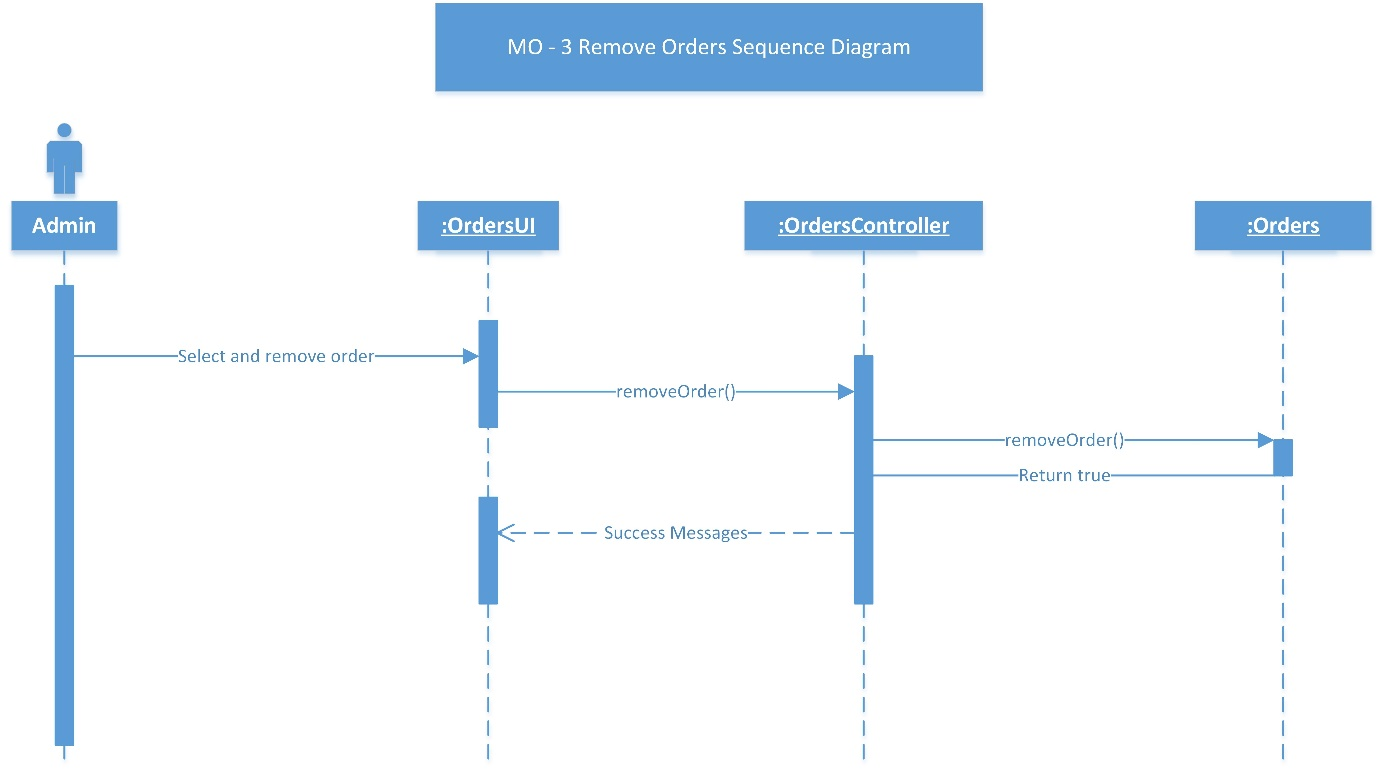 MO - 3 Remove Orders Sequence Diagram
Admin
:OrdersUI
:OrdersController
:Orders
Select and remove order
removeOrder()
removeOrder()
Return true
Success Messages